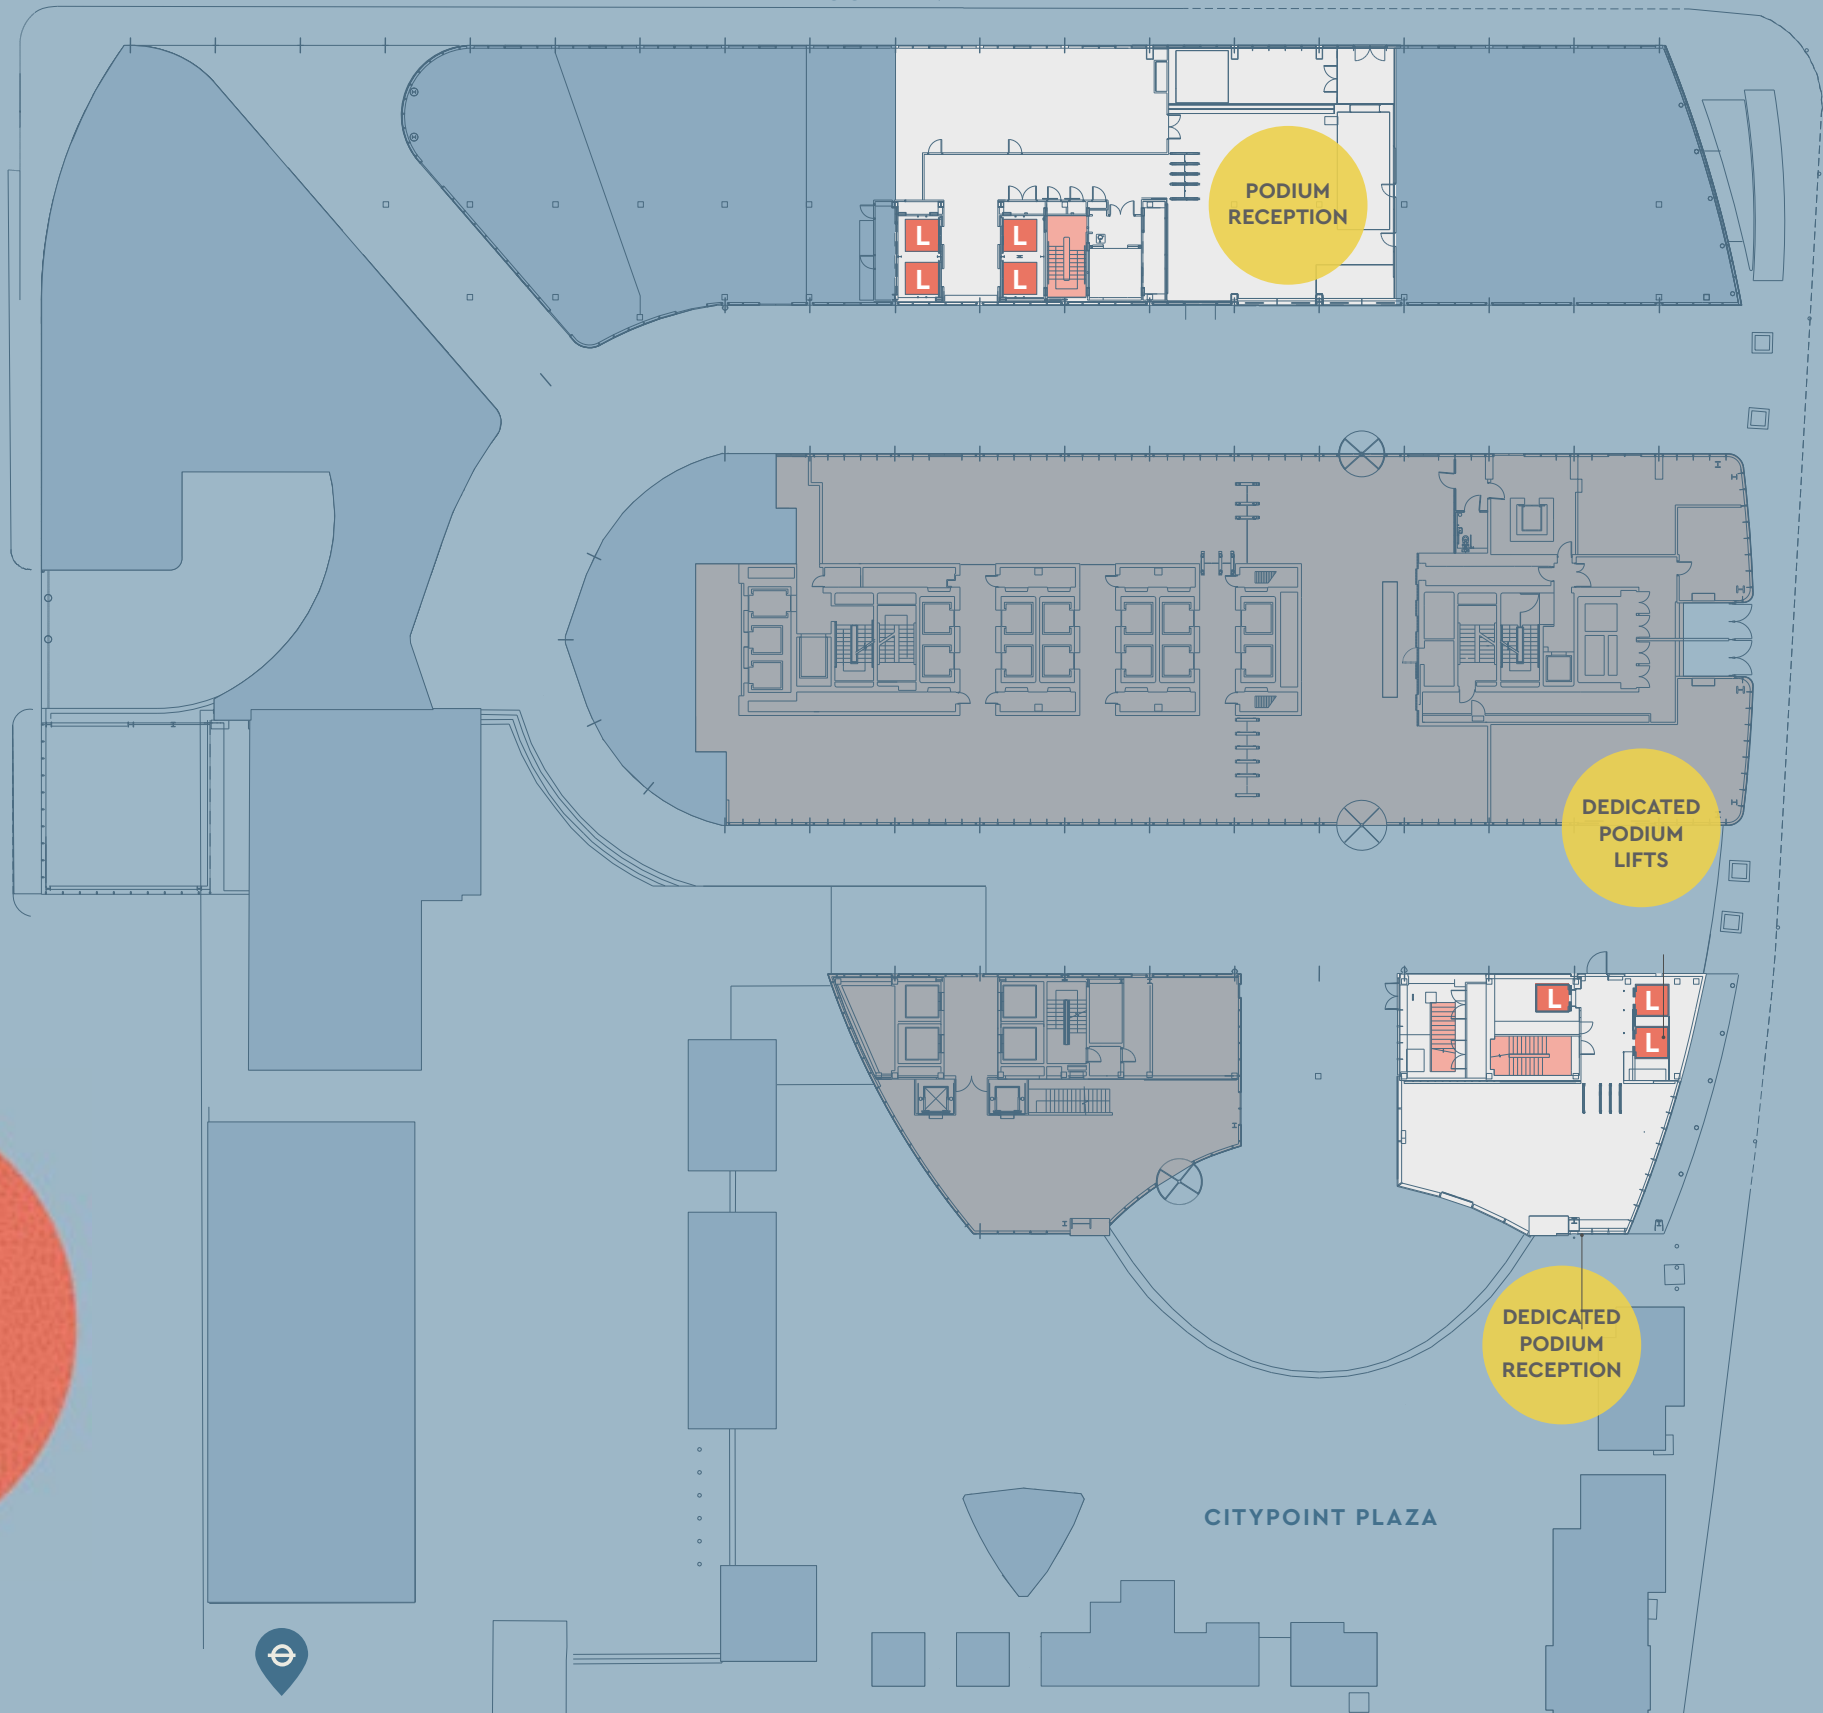 PODIUM
RECEPTION
L
L
L
L
DEDICATED
PODIUM
LIFTS
L
L
L
DEDICATED
PODIUM
RECEPTION
CITYPOINT PLAZA